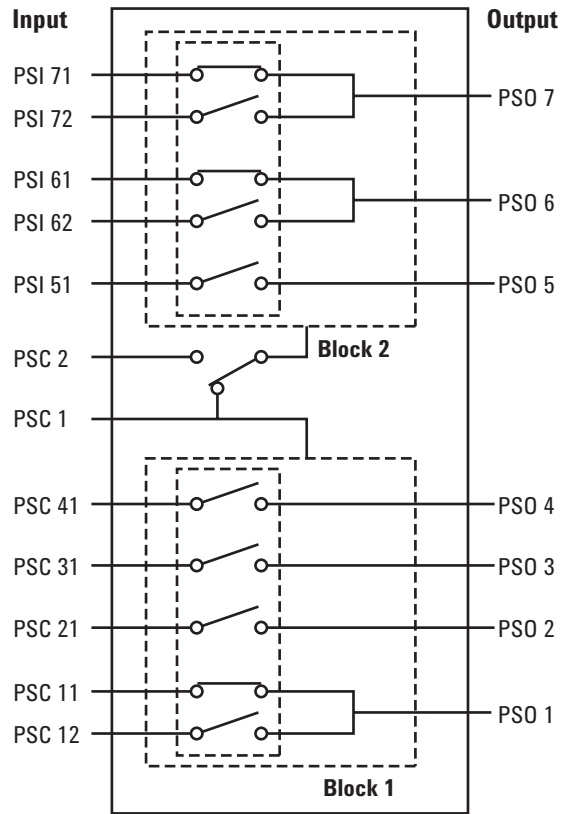 Input
Output
PSI 71
PSI 72
PSO 7
PSI 61
PSI 62
PSO 6
PSI 51
PSO 5
Block 2
PSC 2
PSC 1
PSC 41
PSO 4
PSC 31
PSO 3
PSC 21
PSO 2
PSC 11
PSC 12
PSO 1
Block 1